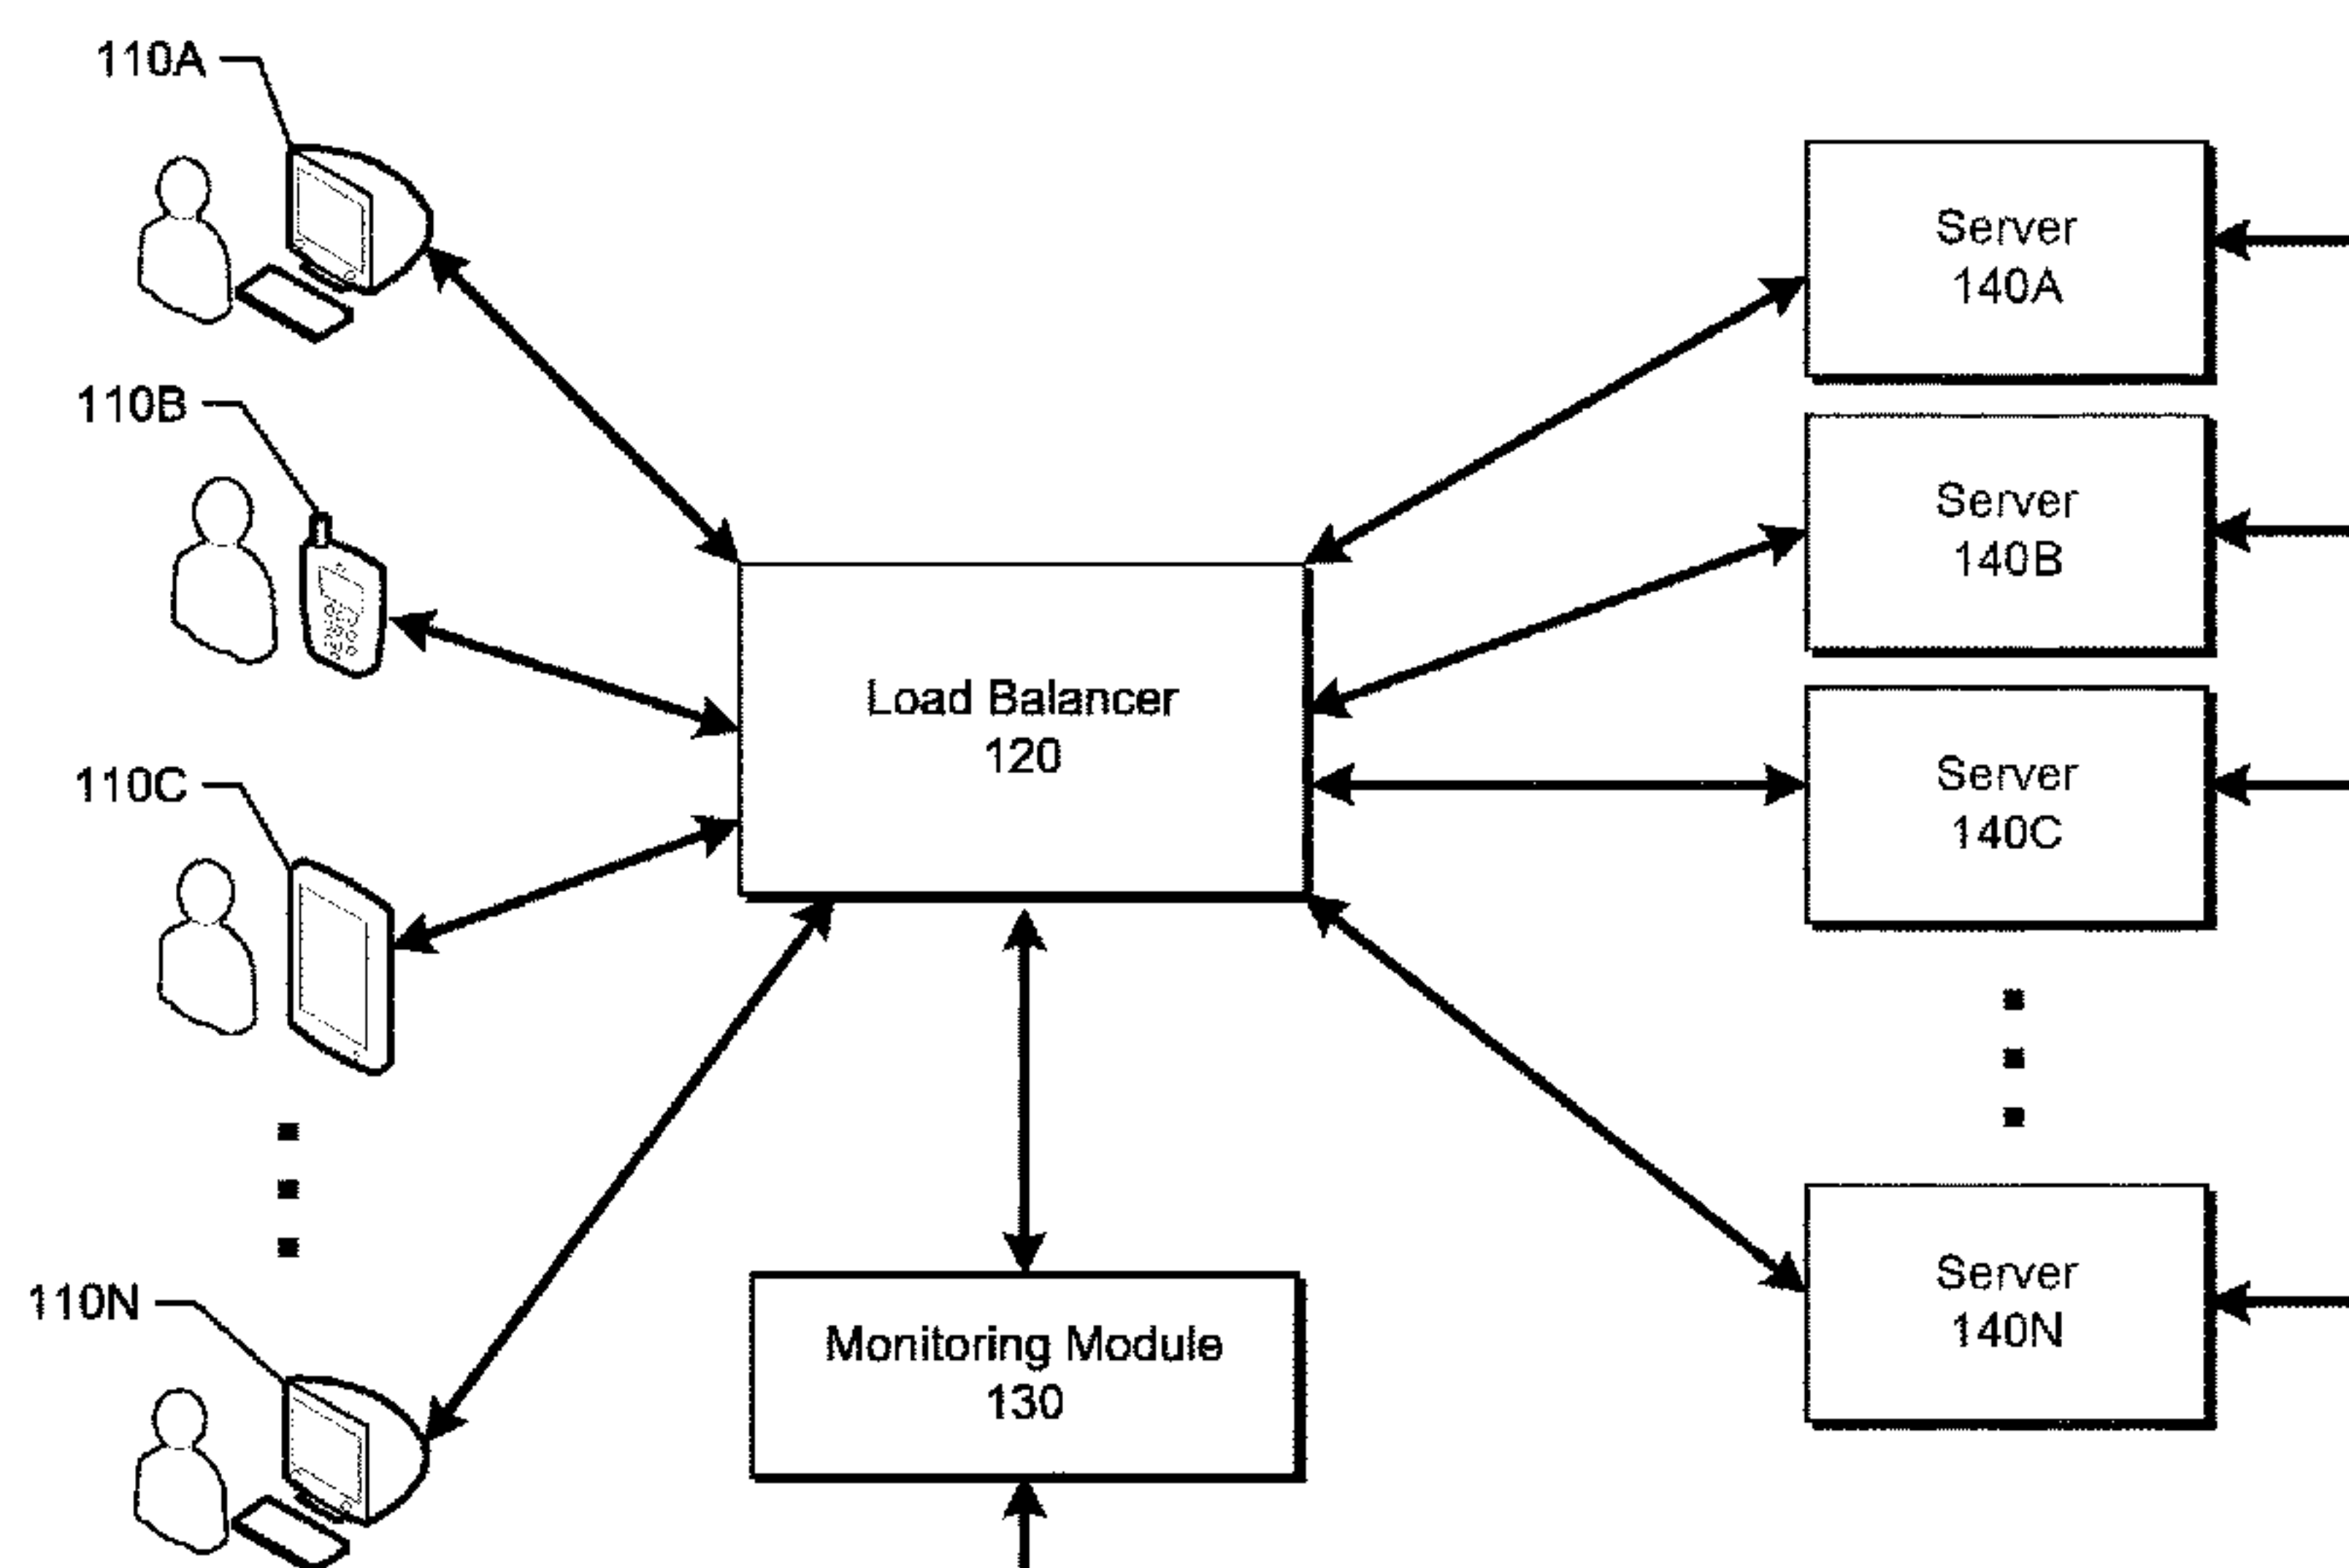 110A
110B
110C
110N
Load Balancer
120
Monitoring Module
130
Server
140A
Server
140B
Server
140C
Server
140N